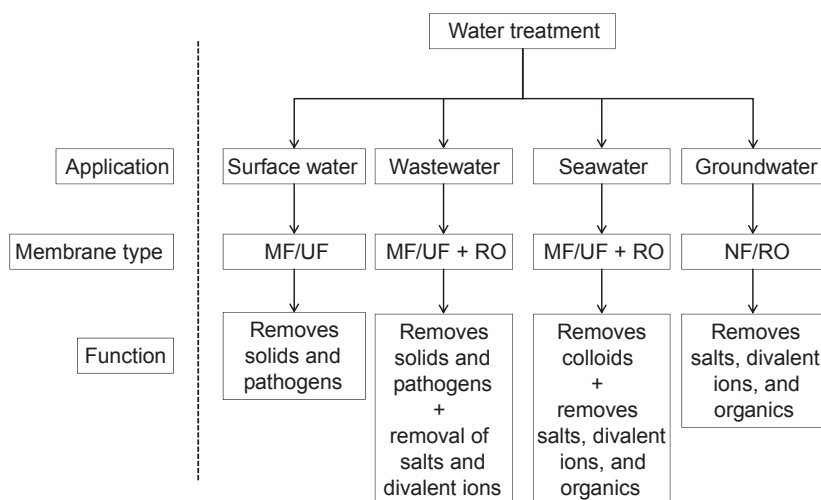 Water treatment
Application
Surface water
Wastewater
Seawater
Groundwater
Membrane type
MF/UF
MF/UF + RO
MF/UF + RO
NF/RO
Function
Removes
solids and
pathogens
Removes
solids and
pathogens
+
removal of
salts and
divalent ions
Removes
colloids
+
removes
salts, divalent
ions, and
organics
Removes
salts, divalent
ions, and
organics